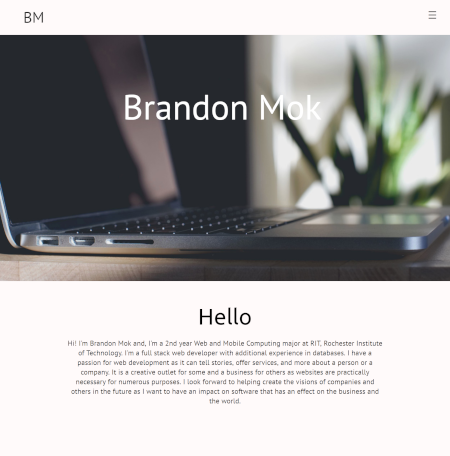 BM
Brandon Mok
Hello
Hi! I'm Brandon Mok and, I'm a 2nd year Web and Mobile Computing major at RIT, Rochester Institute
of Technology. I'm a full stack web developer with additional experience in databases. I have a
passion for web development as it can tell stories, offer services, and more about a person or a
company. It is a creative outlet for some and a business for others as websites are practically
necessary for numerous purposes. I look forward to helping create the visions of companies and
others in the future as I want to have an impact on software that has an effect on the business and
the world.